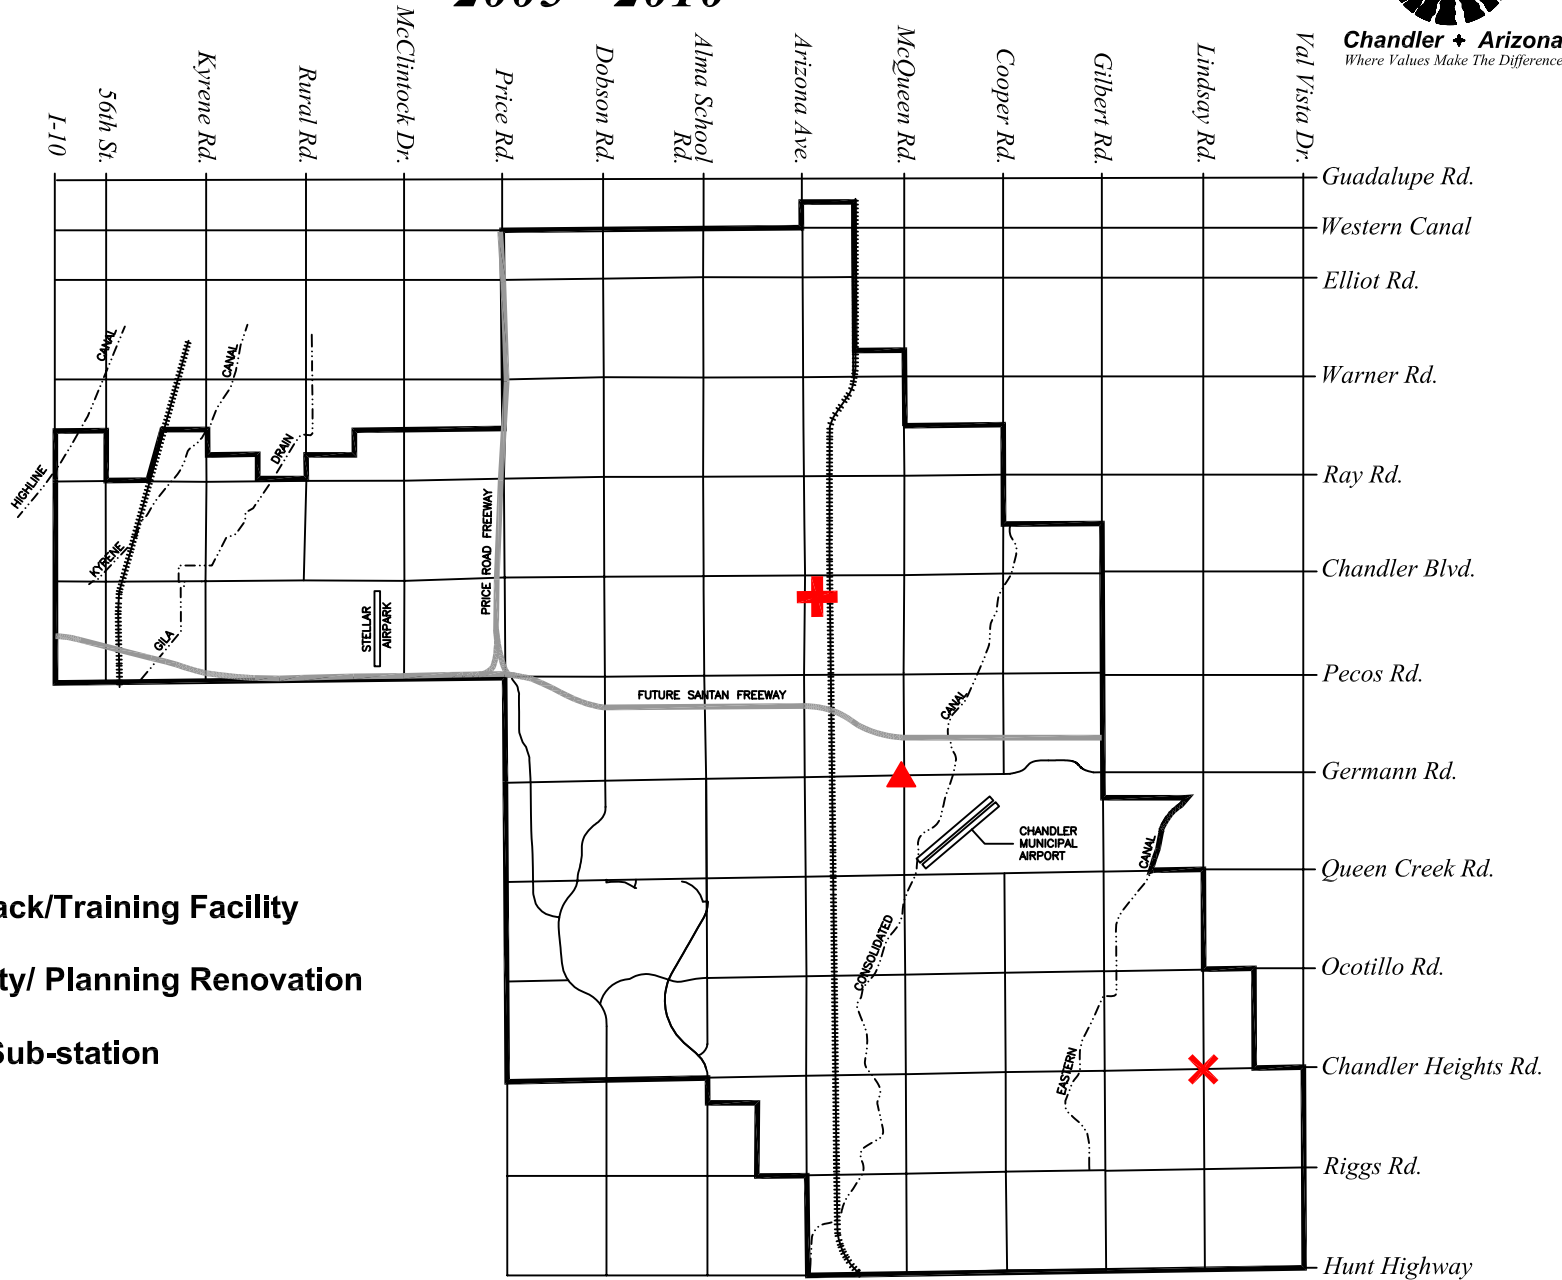 Chandler Arizona
Where Values Make The Difference
I-10
56th St.
Kyrene Rd.
Rural Rd.
McClintock Dr.
Price Rd.
Dobson Rd.
Alma School
Rd.
Arizona Ave.
McQueen Rd.
Cooper Rd.
Gilbert Rd.
Lindsay Rd.
Val Vista Dr.
Guadalupe Rd.
Western Canal
Elliot Rd.
Warner Rd.
Ray Rd.
Chandler Blvd.
Pecos Rd.
Germann Rd.
Queen Creek Rd.
Ocotillo Rd.
Chandler Heights Rd.
Riggs Rd.
Hunt Highway
CANAL
HIGHLINE
CANAL
KYRENE
DRAIN
GILA
STELLAR
AIRPARK
PRICE ROAD FREEWAY
FUTURE SANTAN FREEWAY
CANAL
CONSOLIDATED
CHANDLER
MUNICIPAL
AIRPORT
CANAL
EASTERN
ack/Training Facility
ty/ Planning Renovation
Sub-station